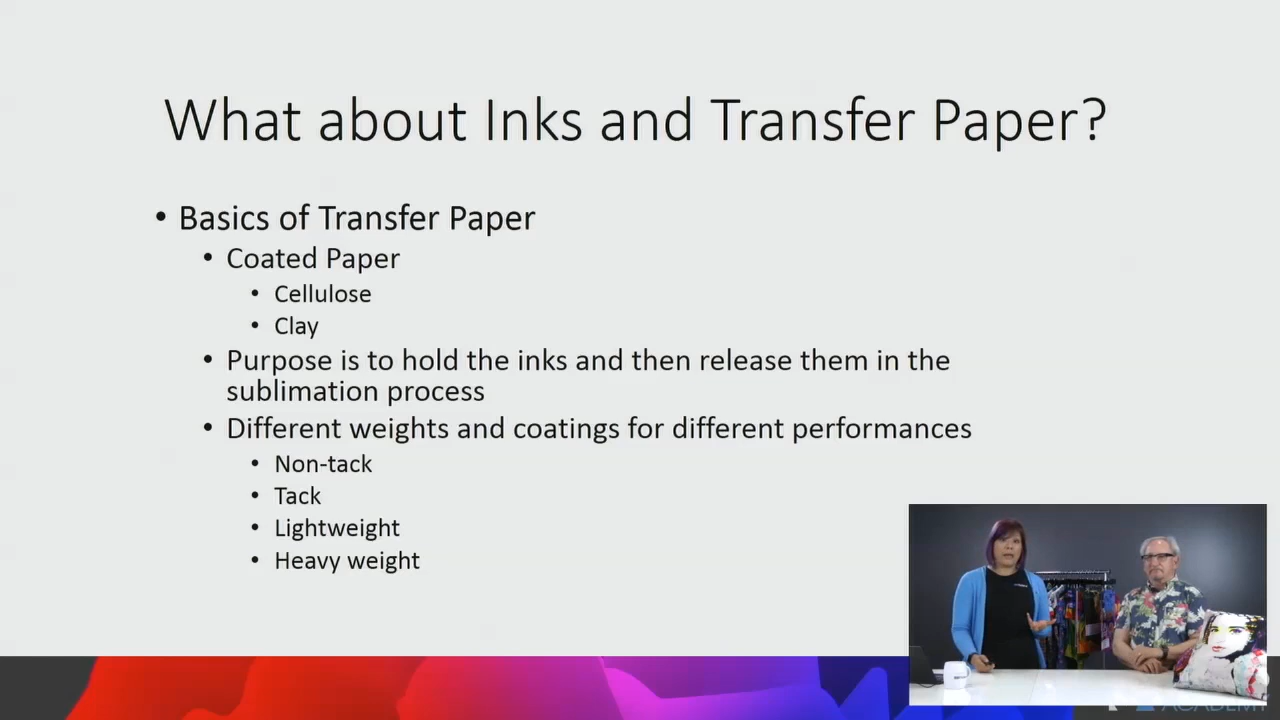 What about Inks and Transfer Paper?
• Basics of Transfer Paper
• Coated Paper
• Cellulose
• Clay
• Purpose is to hold the inks and then release them in the
sublimation process
• Different weights and coatings for different performances
• Non-tack
• Tack
• Lightweight
• Heavy weight